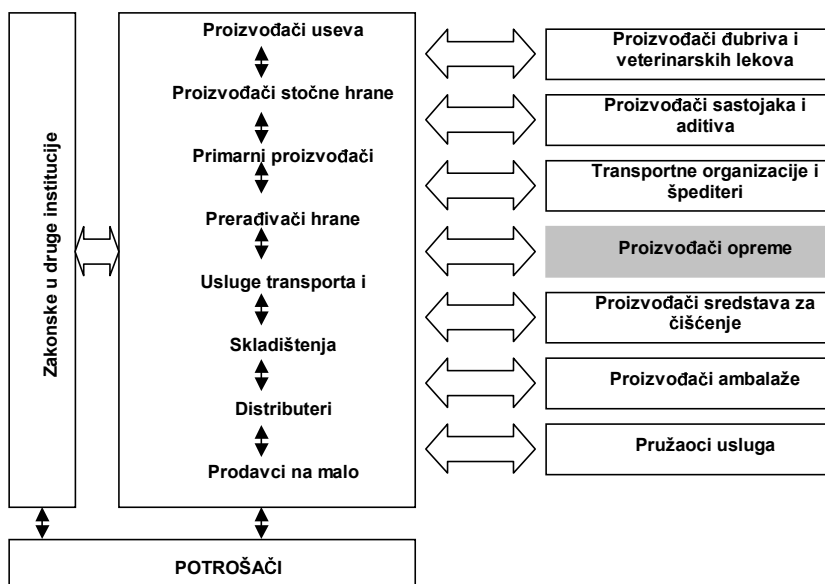 Zakonske u druge institucije
Proizvođači useva
Proizvođači stočne hrane
Primarni proizvođači
Prerađivači hrane
Usluge transporta i
Skladištenja
Distributeri
Prodavci na malo
Proizvođači đubriva i
veterinarskih lekova
Proizvođači sastojaka i
aditiva
Transportne organizacije i
špediteri
Proizvođači opreme
Proizvođači sredstava za
čišćenje
Proizvođači ambalaže
Pružaoci usluga
POTROŠAČI